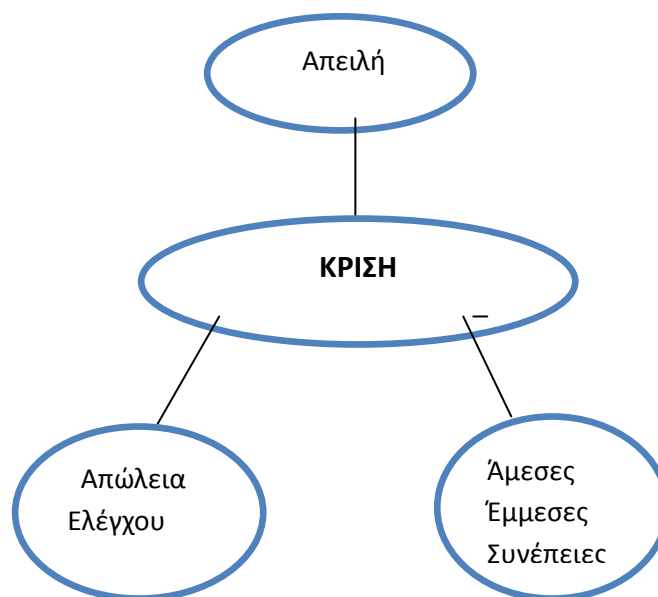 Απειλή
ΚΡΙΣΗ
Απώλεια
Ελέγχου
Άμεσες
Έμμεσες
Συνέπειες